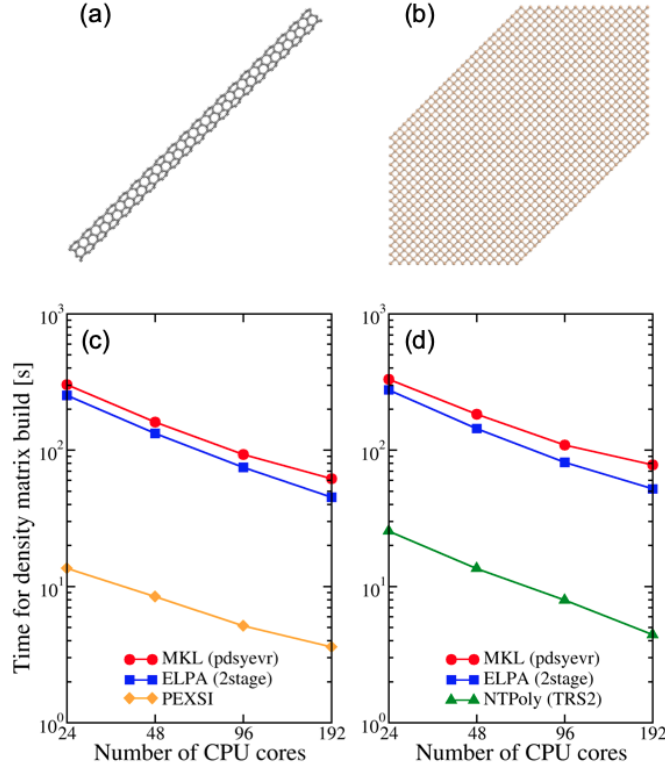 (a)
(b)
Time for density matrix build [s]
10³
10²
10¹
10⁰
(c)
MKL (pdsyevr)
ELPA (2stage)
PEXSI
24
48
96
192
Number of CPU cores
10³
10²
10¹
10⁰
(d)
MKL (pdsyevr)
ELPA (2stage)
NTPoly (TRS2)
24
48
96
192
Number of CPU cores